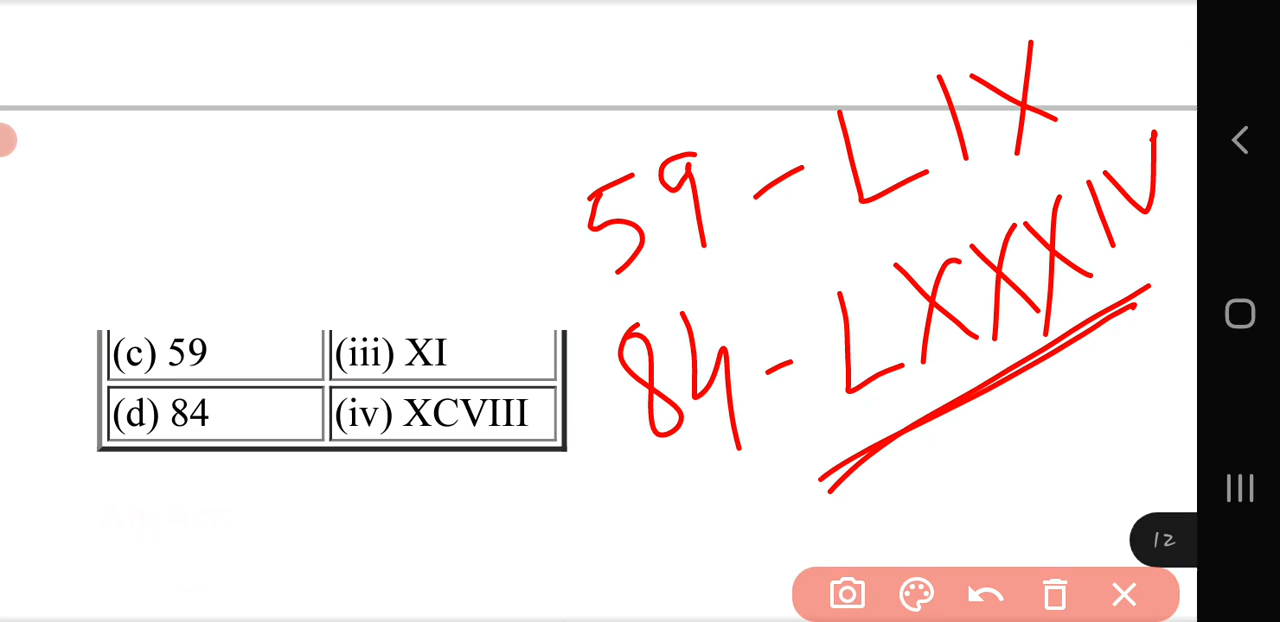 59 - LIX
84 - LXXXIV
(c) 59 (iii) XI
(d) 84 (iv) XCVIII
12